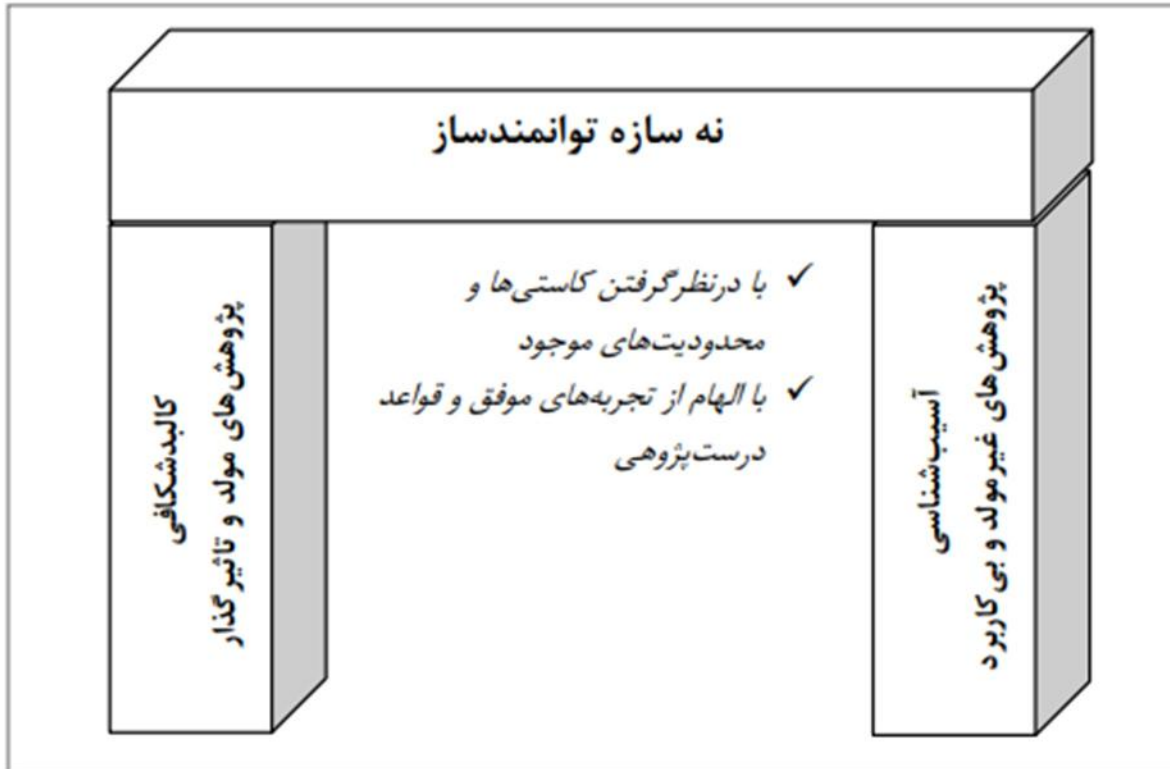 نه سازه توانمندساز
✓ با درنظرگرفتن کاستی‌ها و
محدودیت‌های موجود
✓ با الهام از تجربه‌های موفق و قواعد
درست‌پژوهی
آسیب‌شناسی
پژوهش‌های غیرمولد و بی‌کاربرد
کالبدشکافی
پژوهش‌های مولد و تاثیرگذار